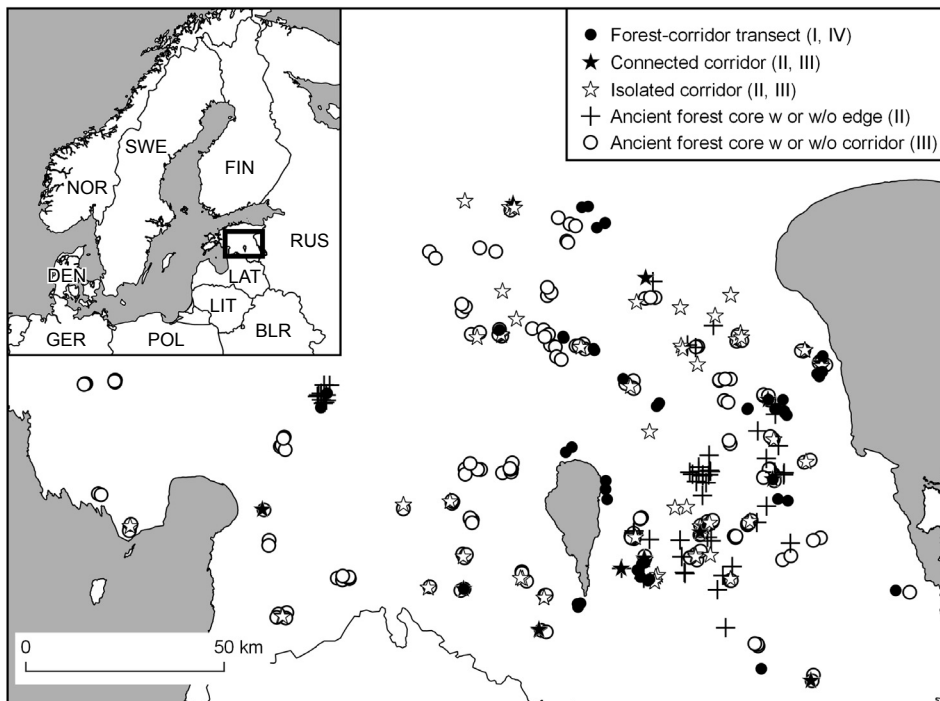 Forest-corridor transect (I, IV)
Connected corridor (II, III)
Isolated corridor (II, III)
Ancient forest core w or w/o edge (II)
Ancient forest core w or w/o corridor (III)
SWE
FIN
NOR
RUS
DEN
LAT
LIT
BLR
GER
POL
0 50 km